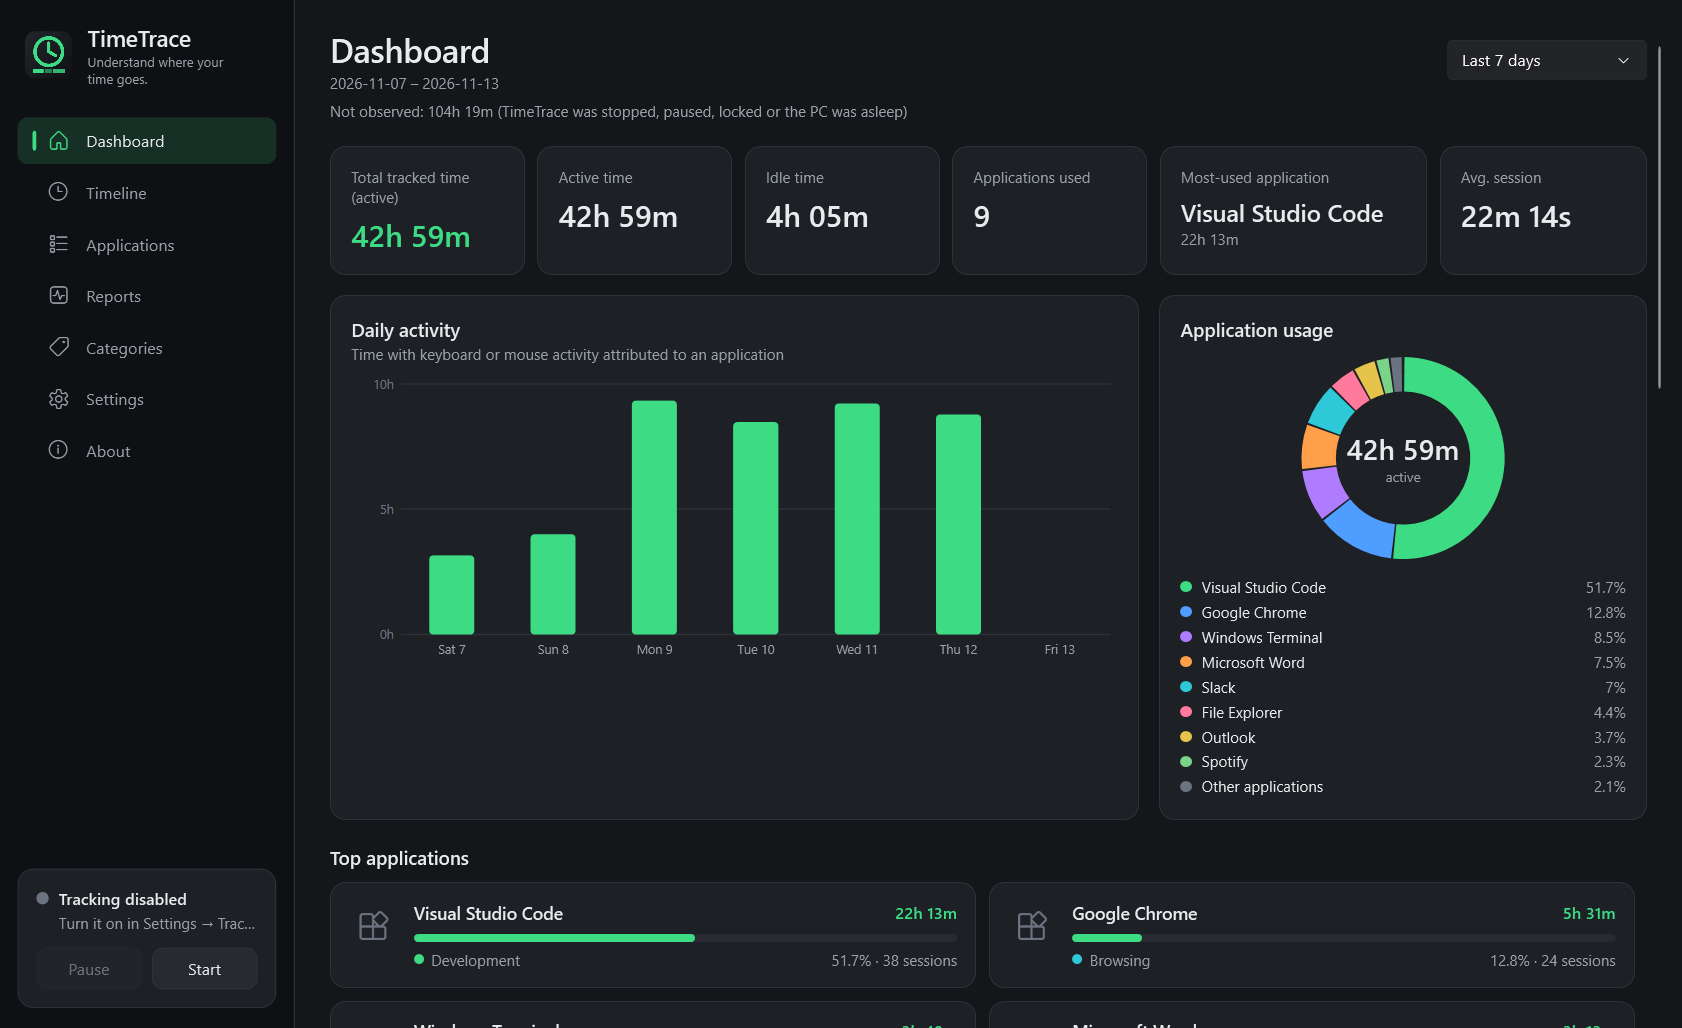 TimeTrace
Understand where your
time goes.
Dashboard
Timeline
Applications
Reports
Categories
Settings
About
Tracking disabled
Turn it on in Settings → Trac...
Pause
Start
Dashboard
2026-11-07 – 2026-11-13
Not observed: 104h 19m (TimeTrace was stopped, paused, locked or the PC was asleep)
Last 7 days
Total tracked time
(active)
42h 59m
Active time
42h 59m
Idle time
4h 05m
Applications used
9
Most-used application
Visual Studio Code
22h 13m
Avg. session
22m 14s
Daily activity
Time with keyboard or mouse activity attributed to an application
10h
5h
0h
Sat 7
Sun 8
Mon 9
Tue 10
Wed 11
Thu 12
Fri 13
Application usage
42h 59m
active
Visual Studio Code 51.7%
Google Chrome 12.8%
Windows Terminal 8.5%
Microsoft Word 7.5%
Slack 7%
File Explorer 4.4%
Outlook 3.7%
Spotify 2.3%
Other applications 2.1%
Top applications
Visual Studio Code 22h 13m
Development 51.7% · 38 sessions
Google Chrome 5h 31m
Browsing 12.8% · 24 sessions
Windows Terminal
Microsoft Word